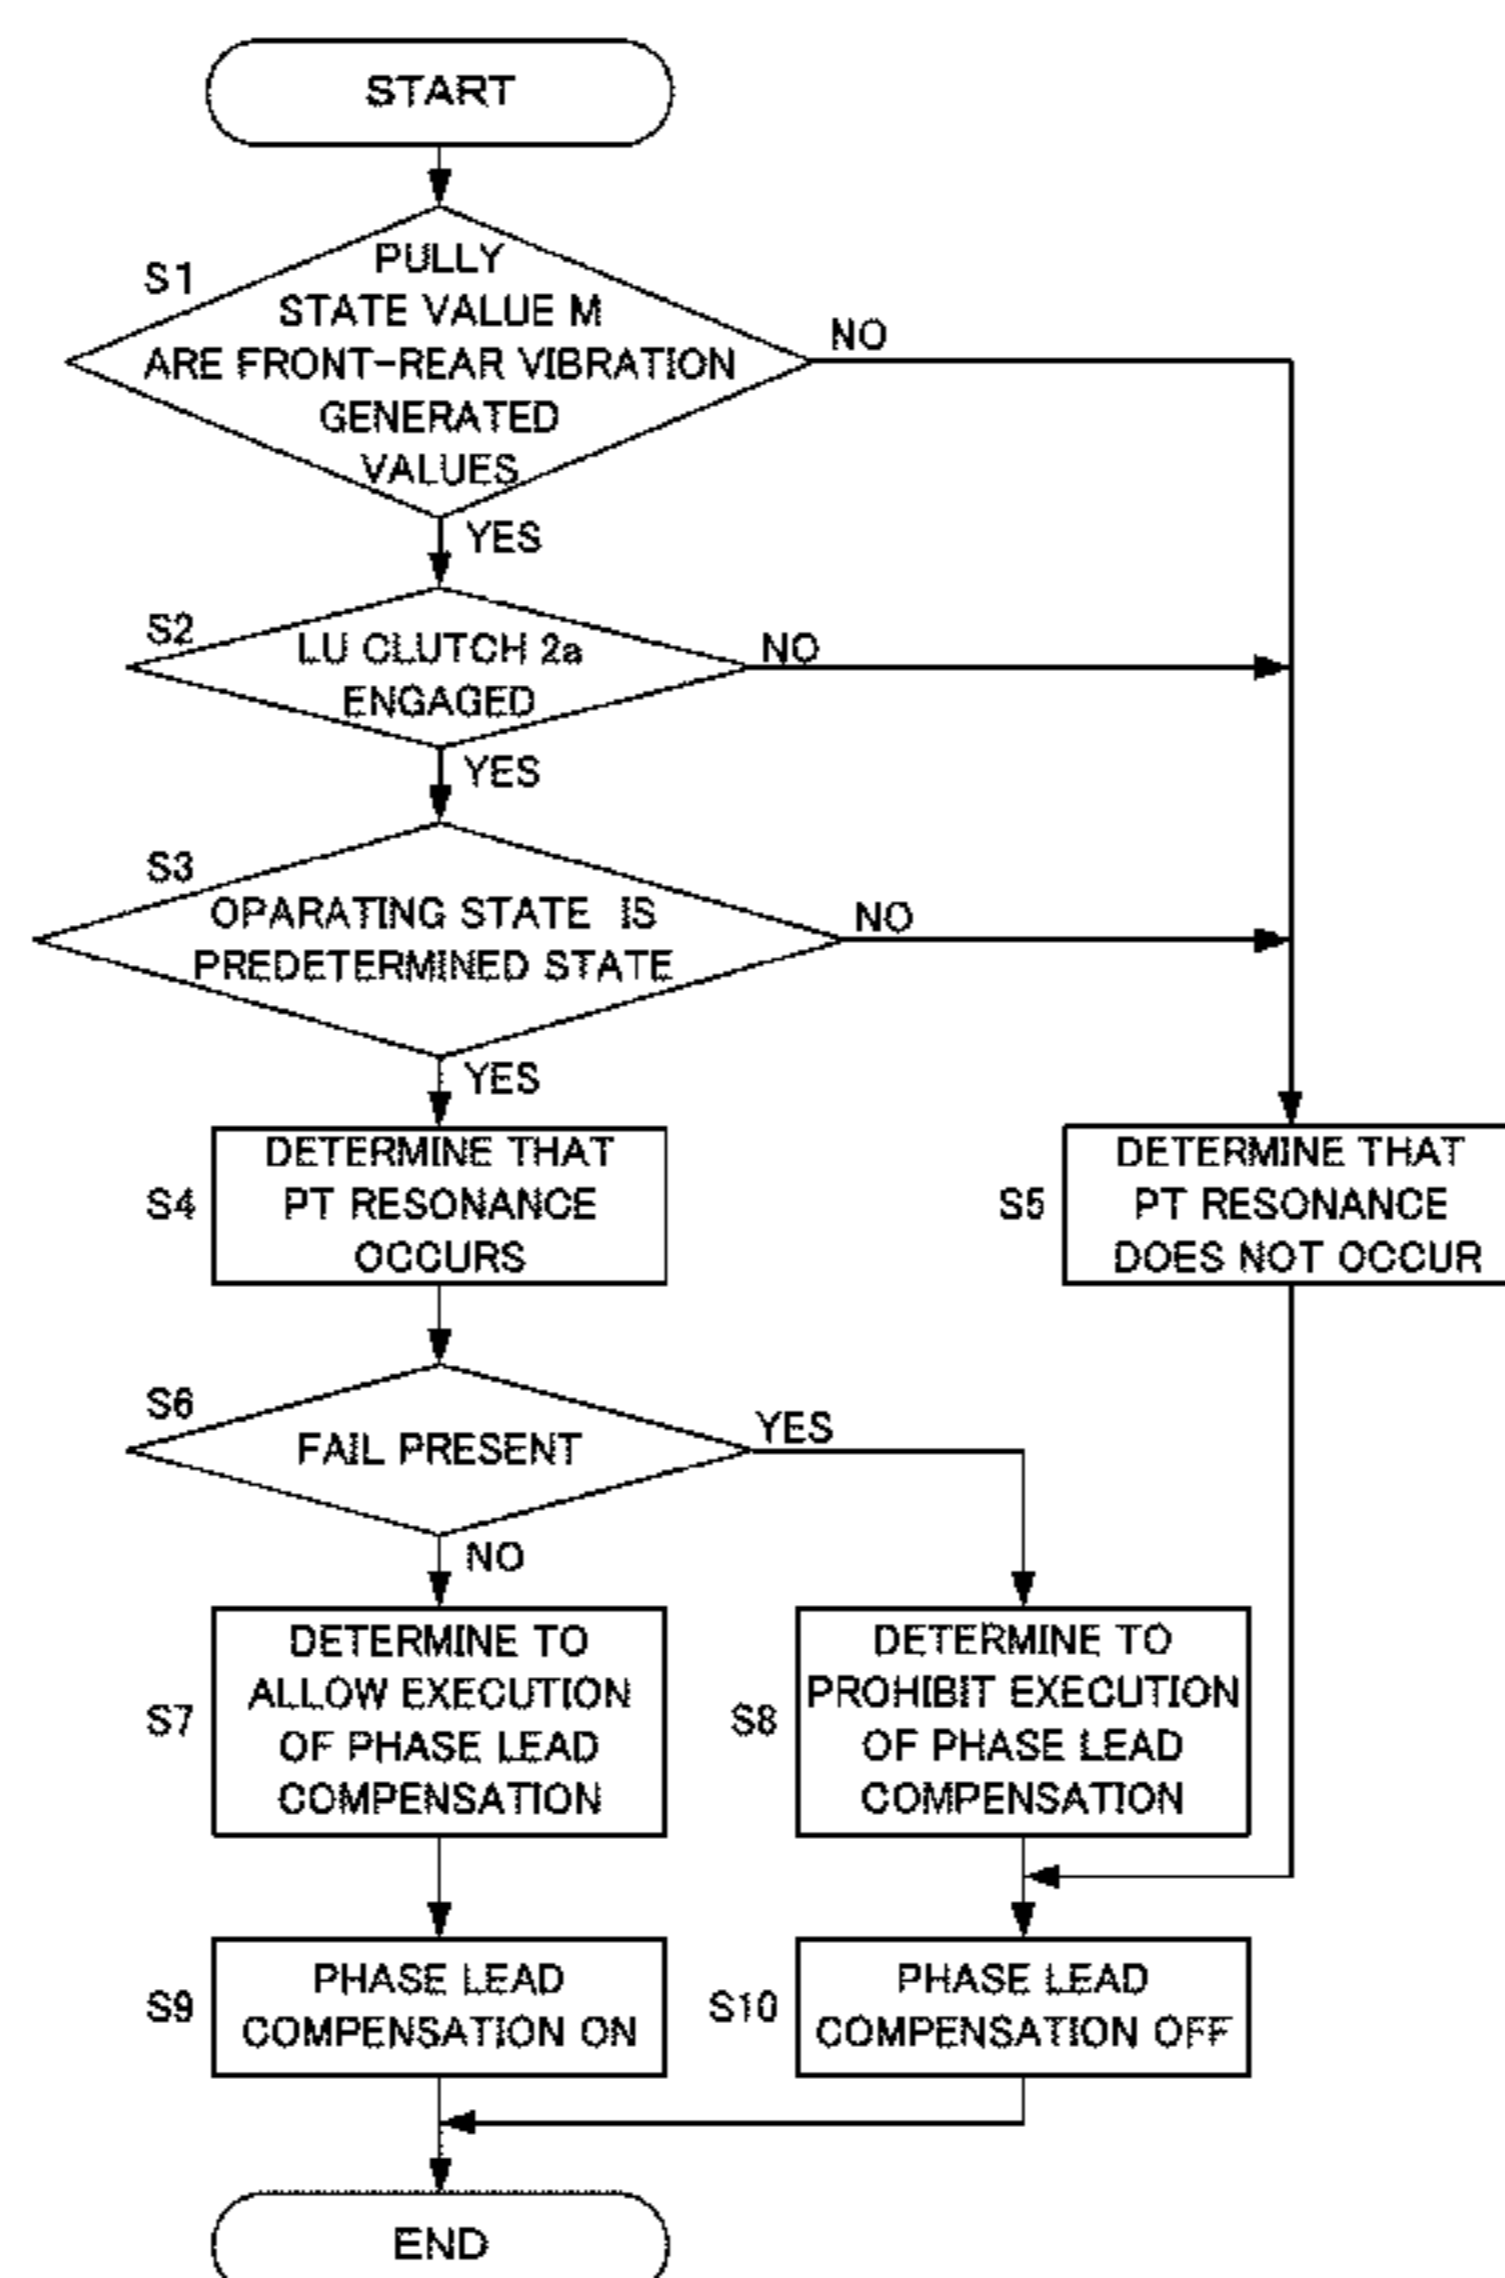 START
S1
PULLY
STATE VALUE M
ARE FRONT-REAR VIBRATION
GENERATED
VALUES
NO
YES
S2
LU CLUTCH 2a
ENGAGED
NO
YES
S3
OPARATING STATE IS
PREDETERMINED STATE
NO
YES
S4
DETERMINE THAT
PT RESONANCE
OCCURS
S5
DETERMINE THAT
PT RESONANCE
DOES NOT OCCUR
S6
FAIL PRESENT
YES
NO
S7
DETERMINE TO
ALLOW EXECUTION
OF PHASE LEAD
COMPENSATION
S8
DETERMINE TO
PROHIBIT EXECUTION
OF PHASE LEAD
COMPENSATION
S9
PHASE LEAD
COMPENSATION ON
S10
PHASE LEAD
COMPENSATION OFF
END